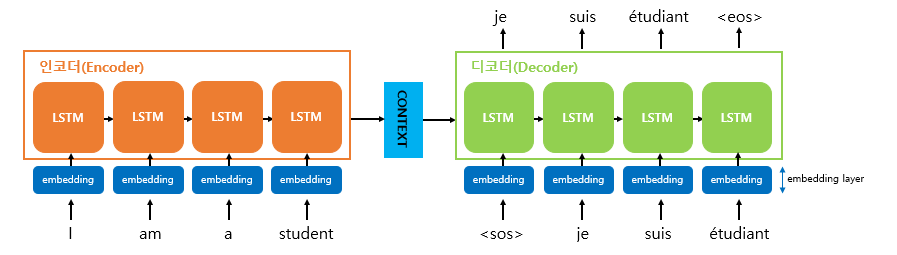 je suis étudiant <eos>
인코더(Encoder)
디코더(Decoder)
LSTM LSTM LSTM LSTM
CONTEXT
LSTM LSTM LSTM LSTM
embedding embedding embedding embedding
embedding embedding embedding embedding
embedding layer
I am a student
<sos> je suis étudiant